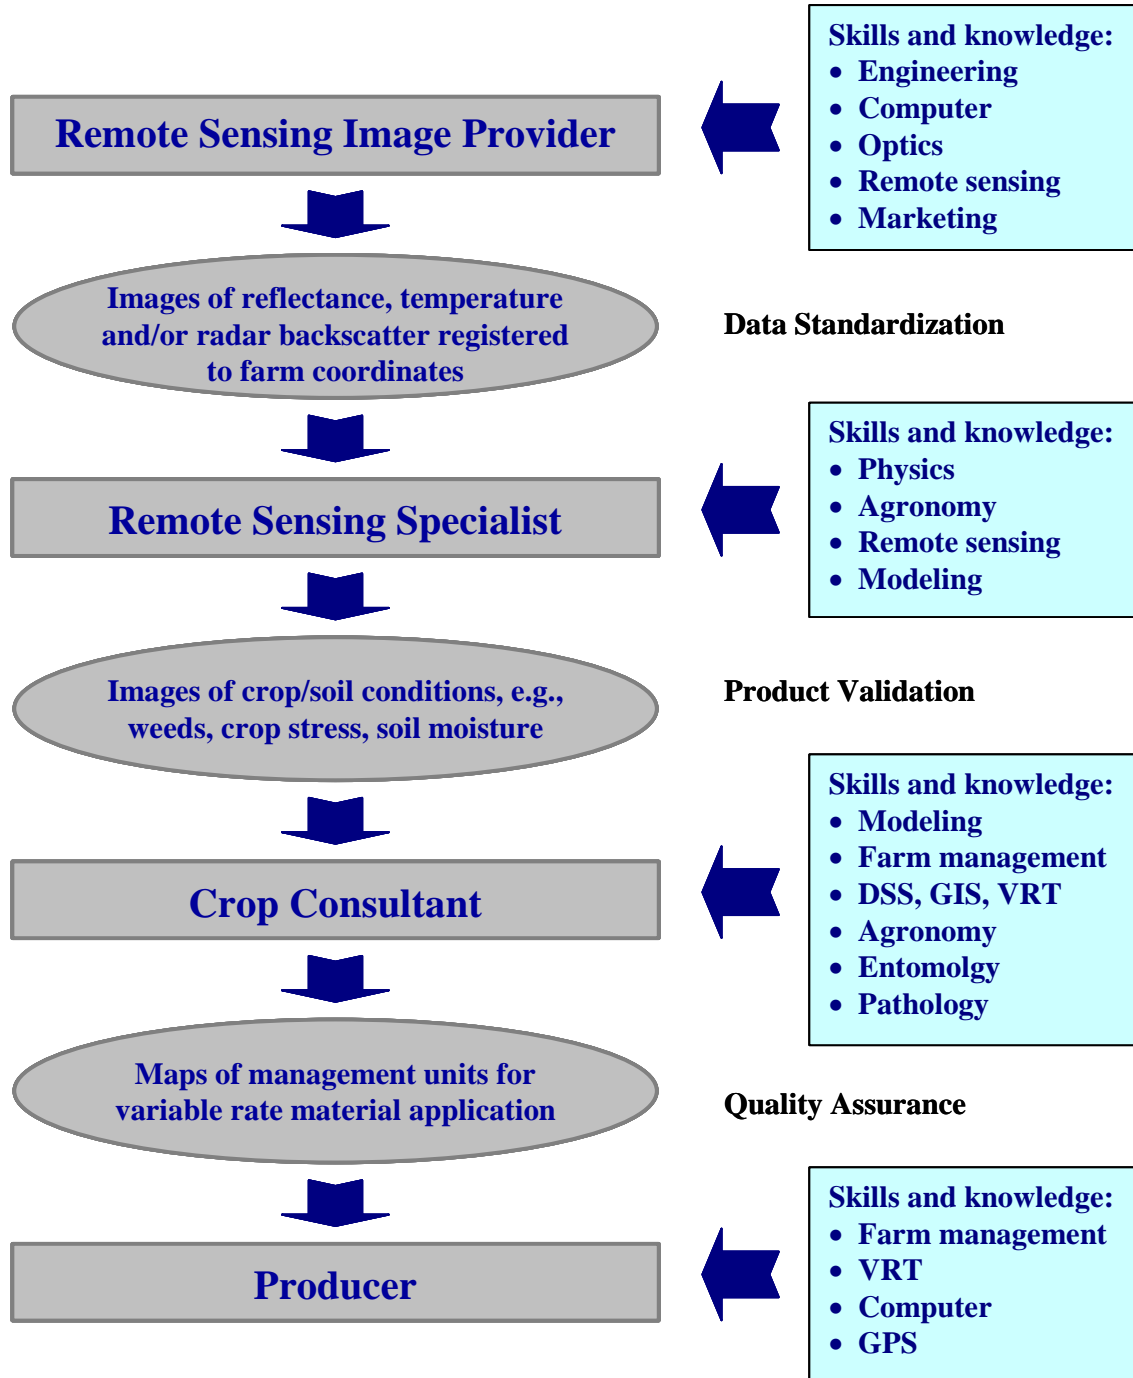 Skills and knowledge:
• Engineering
• Computer
• Optics
• Remote sensing
• Marketing
Remote Sensing Image Provider
Images of reflectance, temperature
and/or radar backscatter registered
to farm coordinates
Data Standardization
Skills and knowledge:
• Physics
• Agronomy
• Remote sensing
• Modeling
Remote Sensing Specialist
Images of crop/soil conditions, e.g.,
weeds, crop stress, soil moisture
Product Validation
Skills and knowledge:
• Modeling
• Farm management
• DSS, GIS, VRT
• Agronomy
• Entomolgy
• Pathology
Crop Consultant
Maps of management units for
variable rate material application
Quality Assurance
Skills and knowledge:
• Farm management
• VRT
• Computer
• GPS
Producer